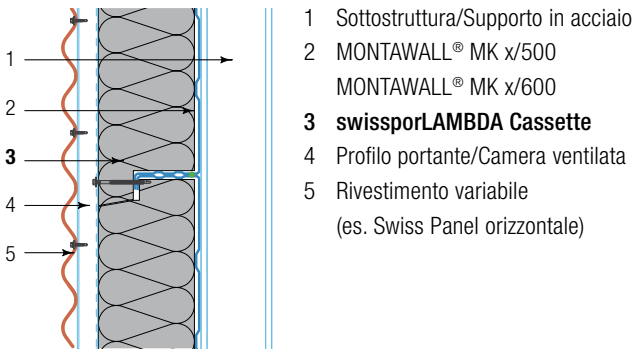 1
2
3
4
5
1 Sottostruttura/Supporto in acciaio
2 MONTAWALL® MK x/500
MONTAWALL® MK x/600
3 swissporLAMBDA Cassette
4 Profilo portante/Camera ventilata
5 Rivestimento variabile
(es. Swiss Panel orizzontale)